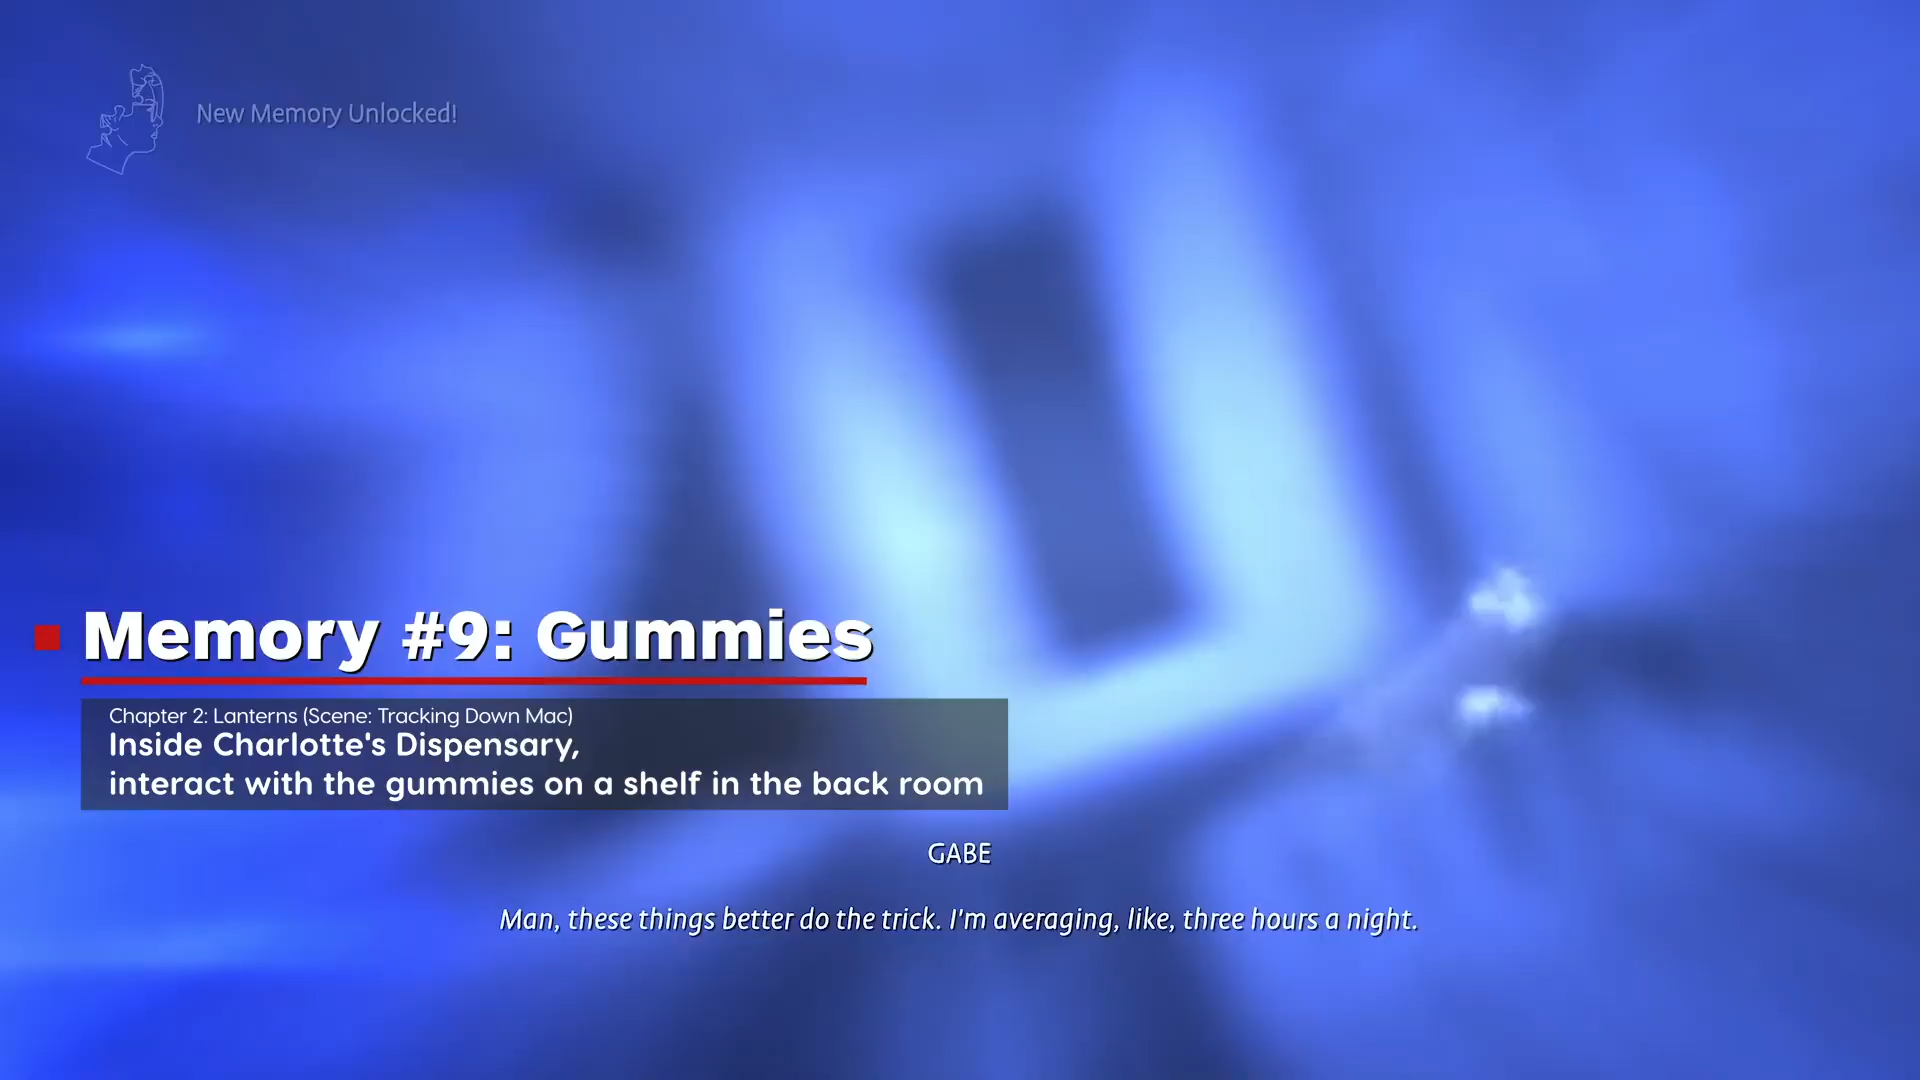 New Memory Unlocked!
Memory #9: Gummies
Chapter 2: Lanterns (Scene: Tracking Down Mac)
Inside Charlotte's Dispensary,
interact with the gummies on a shelf in the back room
GABE
Man, these things better do the trick. I'm averaging, like, three hours a night.